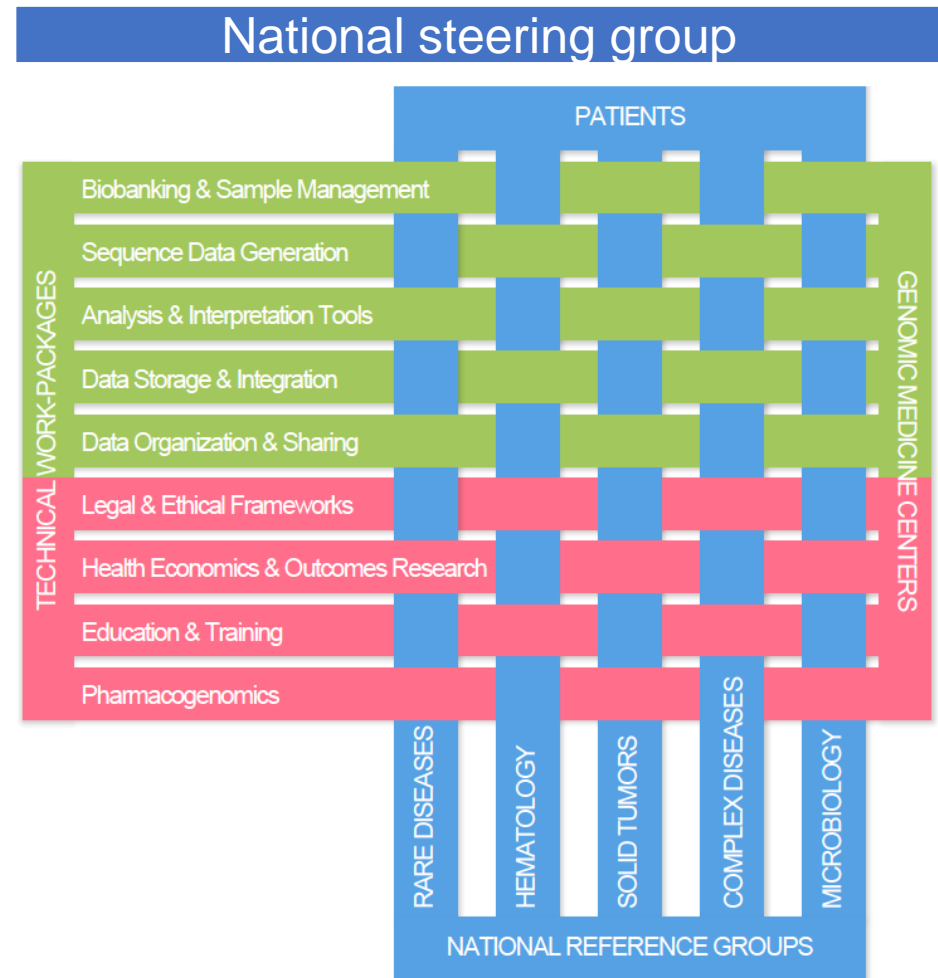 National steering group
PATIENTS
Biobanking & Sample Management
Sequence Data Generation
Analysis & Interpretation Tools
Data Storage & Integration
Data Organization & Sharing
Legal & Ethical Frameworks
Health Economics & Outcomes Research
Education & Training
Pharmacogenomics
TECHNICAL WORK-PACKAGES
GENOMIC MEDICINE CENTERS
RARE DISEASES
HEMATOLOGY
SOLID TUMORS
COMPLEX DISEASES
MICROBIOLOGY
NATIONAL REFERENCE GROUPS